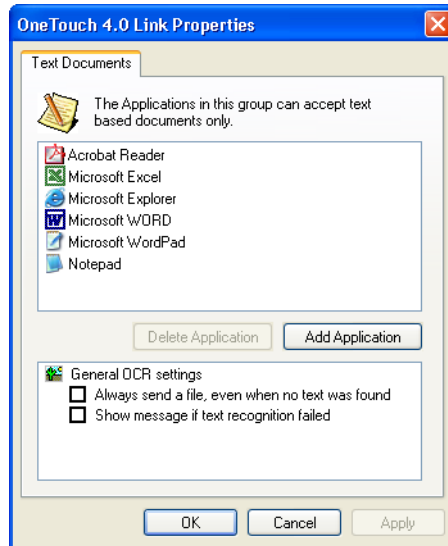 OneTouch 4.0 Link Properties
Text Documents
The Applications in this group can accept text
based documents only.
Acrobat Reader
Microsoft Excel
Microsoft Explorer
Microsoft WORD
Microsoft WordPad
Notepad
Delete Application
Add Application
General OCR settings
Always send a file, even when no text was found
Show message if text recognition failed
OK
Cancel
Apply